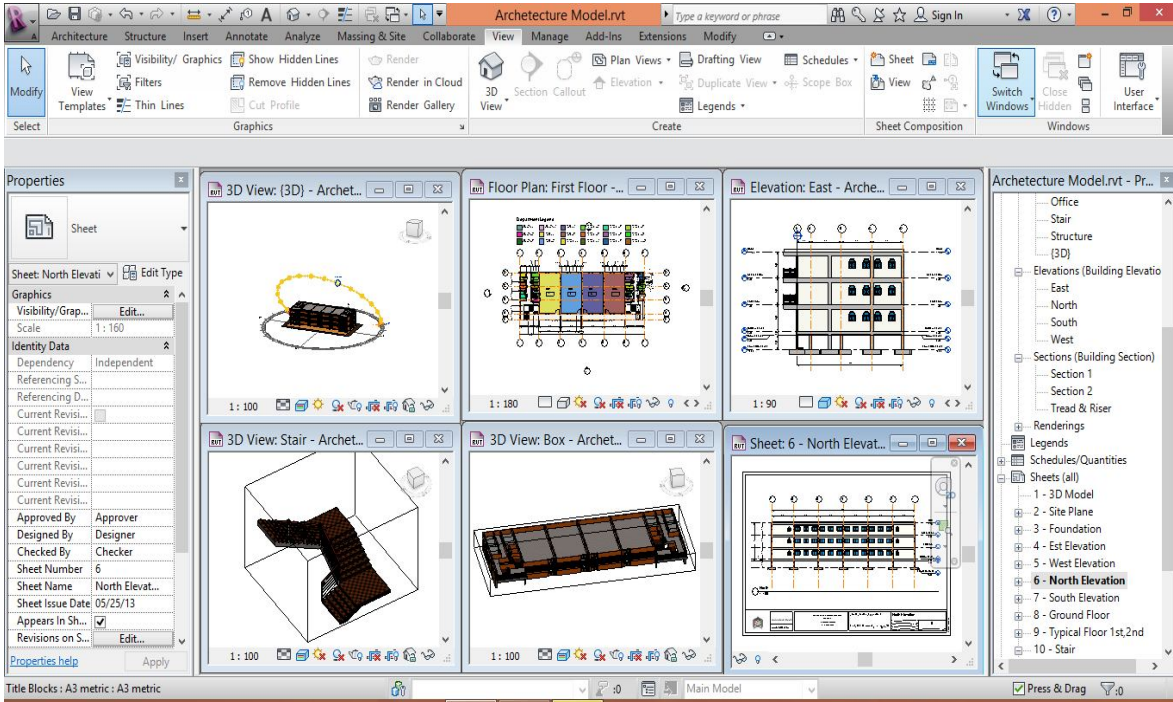 Archetecture Model.rvt
Type a keyword or phrase
Sign In
Architecture Structure Insert Annotate Analyze Massing & Site Collaborate View Manage Add-Ins Extensions Modify
Modify
View Templates
Visibility/ Graphics
Filters
Thin Lines
Show Hidden Lines
Remove Hidden Lines
Cut Profile
Render
Render in Cloud
Render Gallery
3D View
Section
Callout
Plan Views
Elevation
Drafting View
Duplicate View
Legends
Schedules
Scope Box
Sheet
View
Switch Windows
Close Hidden
User Interface
Select Graphics Create Sheet Composition Windows
Properties
Sheet
Sheet: North Elevati
Edit Type
Graphics
Visibility/Grap... Edit...
Scale 1 : 160
Identity Data
Dependency Independent
Referencing S...
Referencing D...
Current Revisi...
Current Revisi...
Current Revisi...
Current Revisi...
Current Revisi...
Current Revisi...
Approved By Approver
Designed By Designer
Checked By Checker
Sheet Number 6
Sheet Name North Elevat...
Sheet Issue Date 05/25/13
Appears In Sh...
Revisions on S... Edit...
Properties help Apply
3D View: {3D} - Archet...
1 : 100
Floor Plan: First Floor -...
Department Legend
1 : 180
Elevation: East - Arche...
1 : 90
3D View: Stair - Archet...
1 : 100
3D View: Box - Archet...
1 : 100
Sheet: 6 - North Elevat...
2D
Archetecture Model.rvt - Pr...
Office
Stair
Structure
{3D}
Elevations (Building Elevatio
East
North
South
West
Sections (Building Section)
Section 1
Section 2
Tread & Riser
Renderings
Legends
Schedules/Quantities
Sheets (all)
1 - 3D Model
2 - Site Plane
3 - Foundation
4 - Est Elevation
5 - West Elevation
6 - North Elevation
7 - South Elevation
8 - Ground Floor
9 - Typical Floor 1st,2nd
10 - Stair
Title Blocks : A3 metric : A3 metric
:0
Main Model
Press & Drag
:0